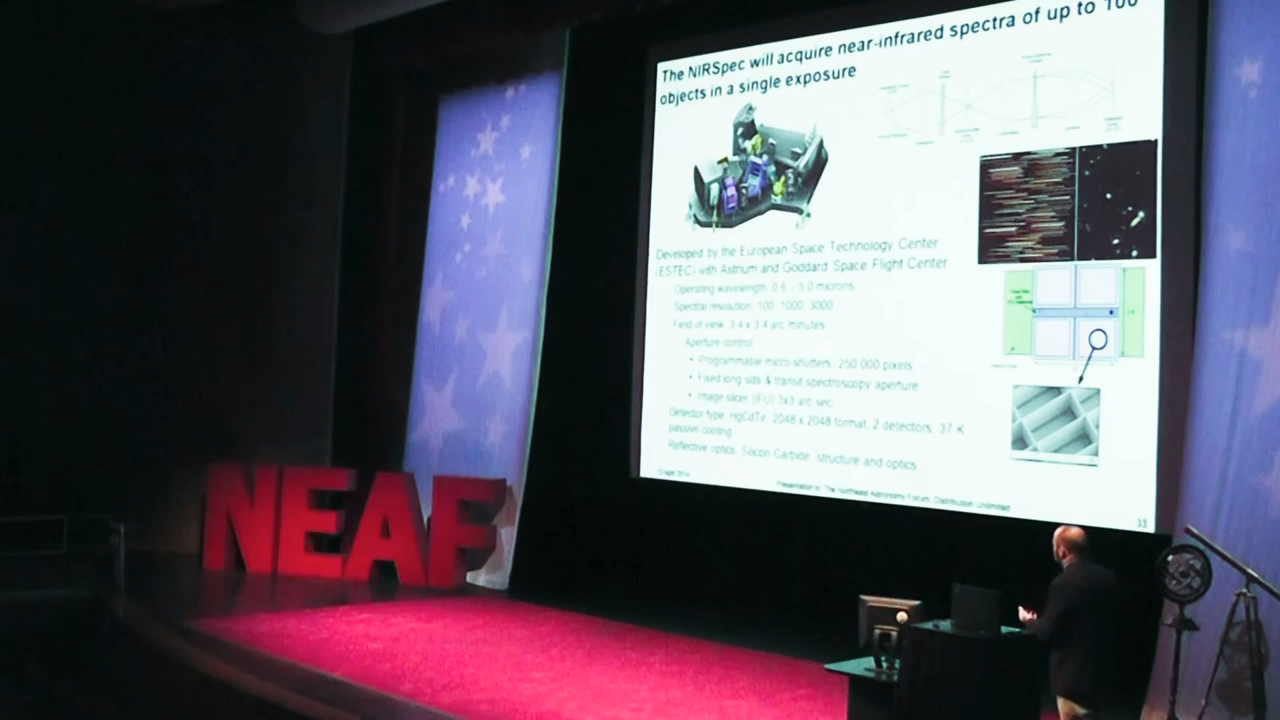 The NIRSpec will acquire near-infrared spectra of up to 100
objects in a single exposure
Developed by the European Space Technology Center
(ESTEC) with Astrium and Goddard Space Flight Center
Operating wavelength: 0.6 - 5.0 microns
Spectral resolution: 100, 1000, 3000
Field of view: 3.4 x 3.4 arc minutes
Aperture control:
• Programmable micro-shutters, 250,000 pixels
• Fixed long slits & transit spectroscopy aperture
• Image slicer (IFU) 3x3 arc sec
Detector type: HgCdTe, 2048 x 2048 format, 2 detectors, 37 K
passive cooling
Reflective optics, Silicon Carbide structure and optics
Presentation to: The Northeast Astronomy Forum. Distribution unlimited
33
NEAF